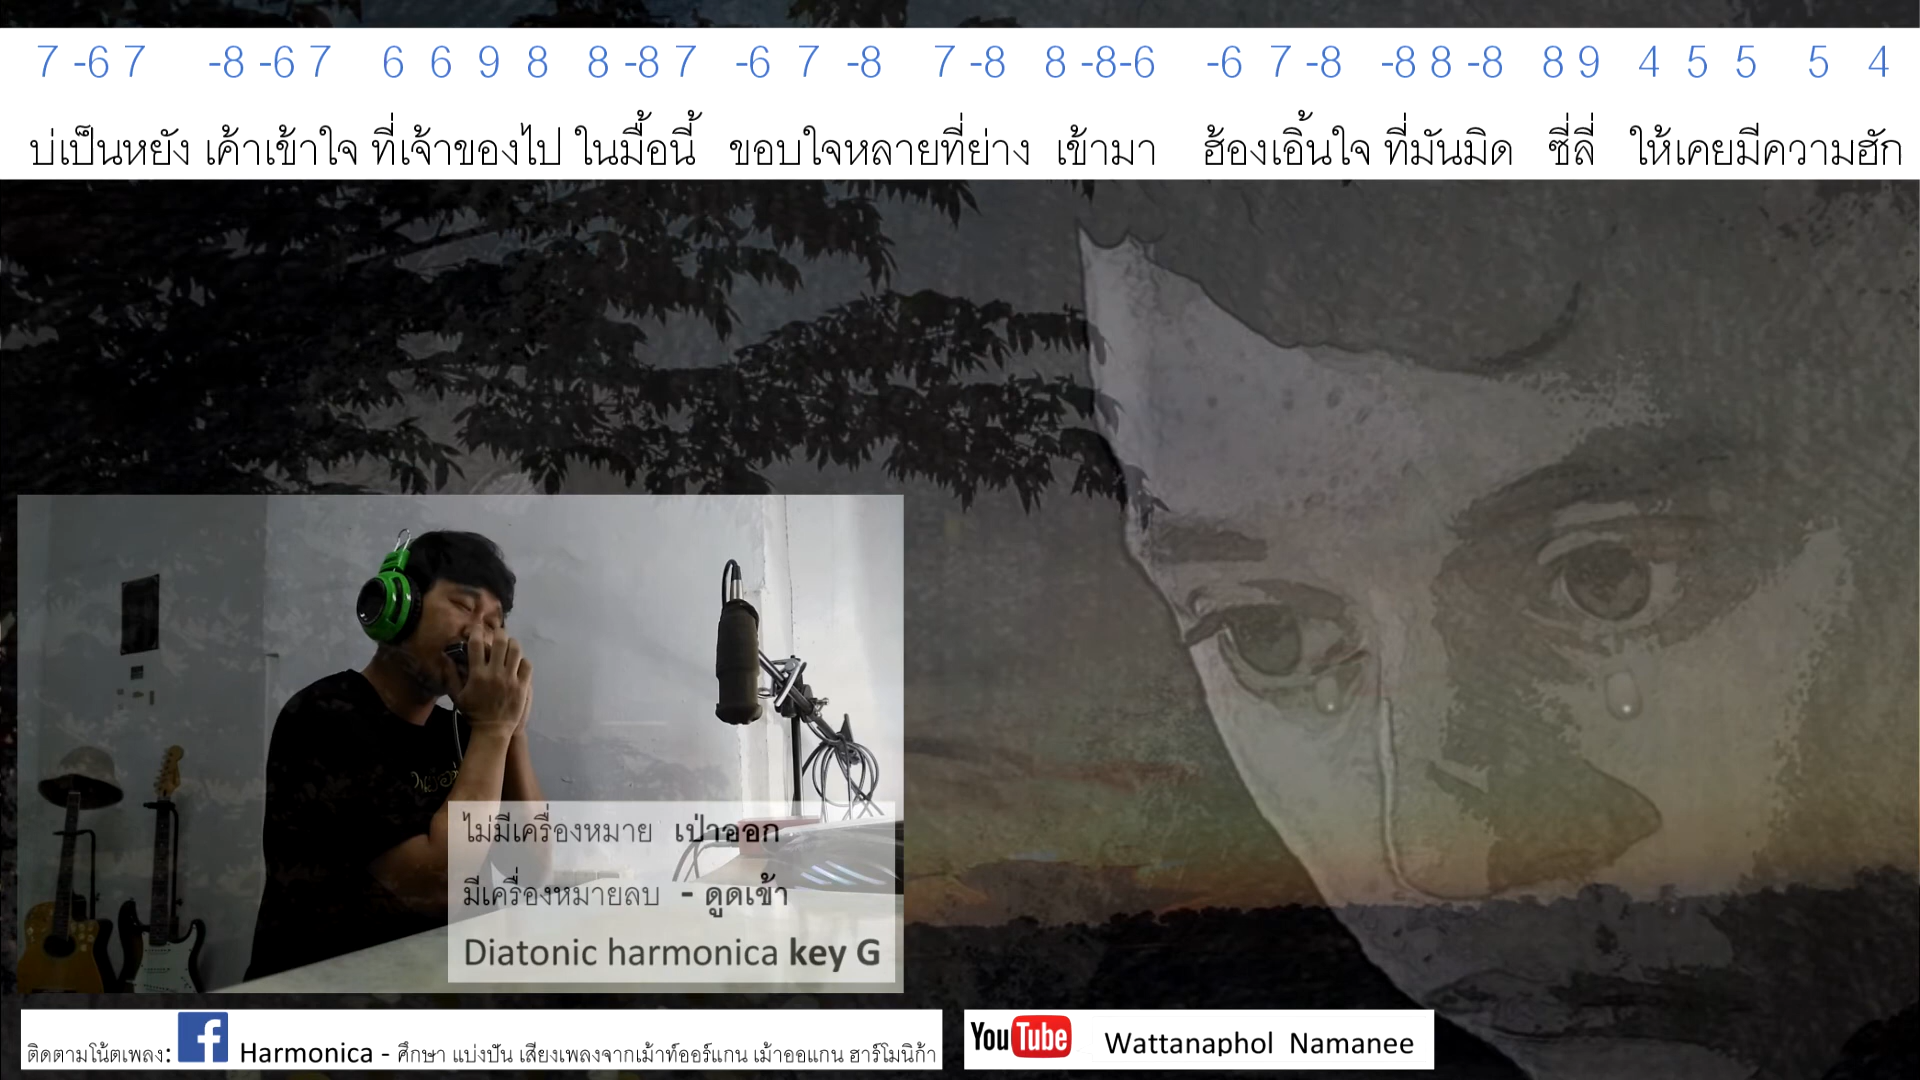 7 -6 7 -8 -6 7 6 6 9 8 8 -8 7 -6 7 -8 7 -8 8 -8-6 -6 7 -8 -8 8 -8 8 9 4 5 5 5 4
บ่เป็นหยัง เค้าเข้าใจ ที่เจ้าของไป ในมื้อนี้ ขอบใจหลายที่ย่าง เข้ามา ฮ้องเอิ้นใจ ที่มันมิด ซี่ลี่ ให้เคยมีความฮัก
ไม่มีเครื่องหมาย เป่าออก
มีเครื่องหมายลบ - ดูดเข้า
Diatonic harmonica key G
ติดตามโน้ตเพลง: f Harmonica - ศึกษา แบ่งปัน เสียงเพลงจากเม้าท์ออร์แกน เม้าออแกน ฮาร์โมนิก้า
YouTube Wattanaphol Namanee